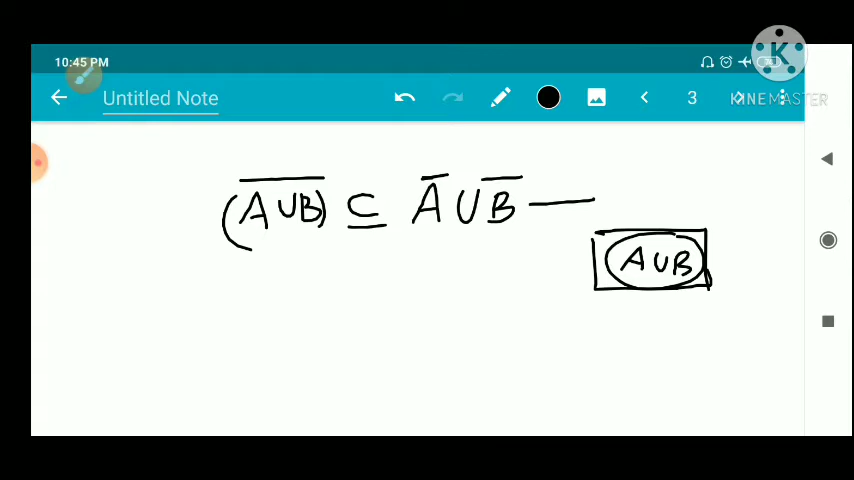 10:45 PM
K
Untitled Note
3
KINEMASTER
(A̅ ̅∪̅ ̅B̅) ⊆ A̅ ∪ B̅ —
A ∪ B